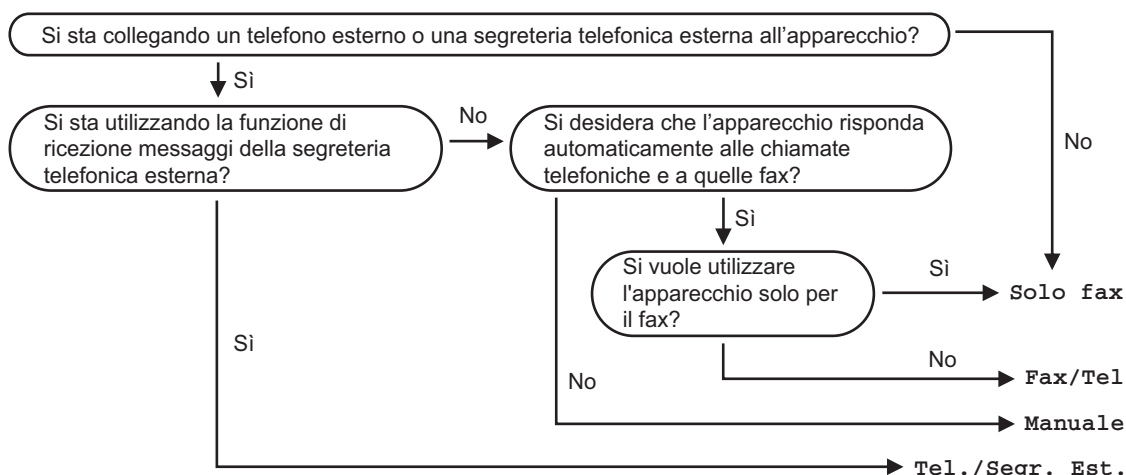 Si sta collegando un telefono esterno o una segreteria telefonica esterna all’apparecchio?
Sì
No
Si sta utilizzando la funzione di
ricezione messaggi della segreteria
telefonica esterna?
No
Si desidera che l’apparecchio risponda
automaticamente alle chiamate
telefoniche e a quelle fax?
Sì
Si vuole utilizzare
l'apparecchio solo per
il fax?
Sì
Solo fax
Sì
No
No
Fax/Tel
Manuale
Tel./Segr. Est.